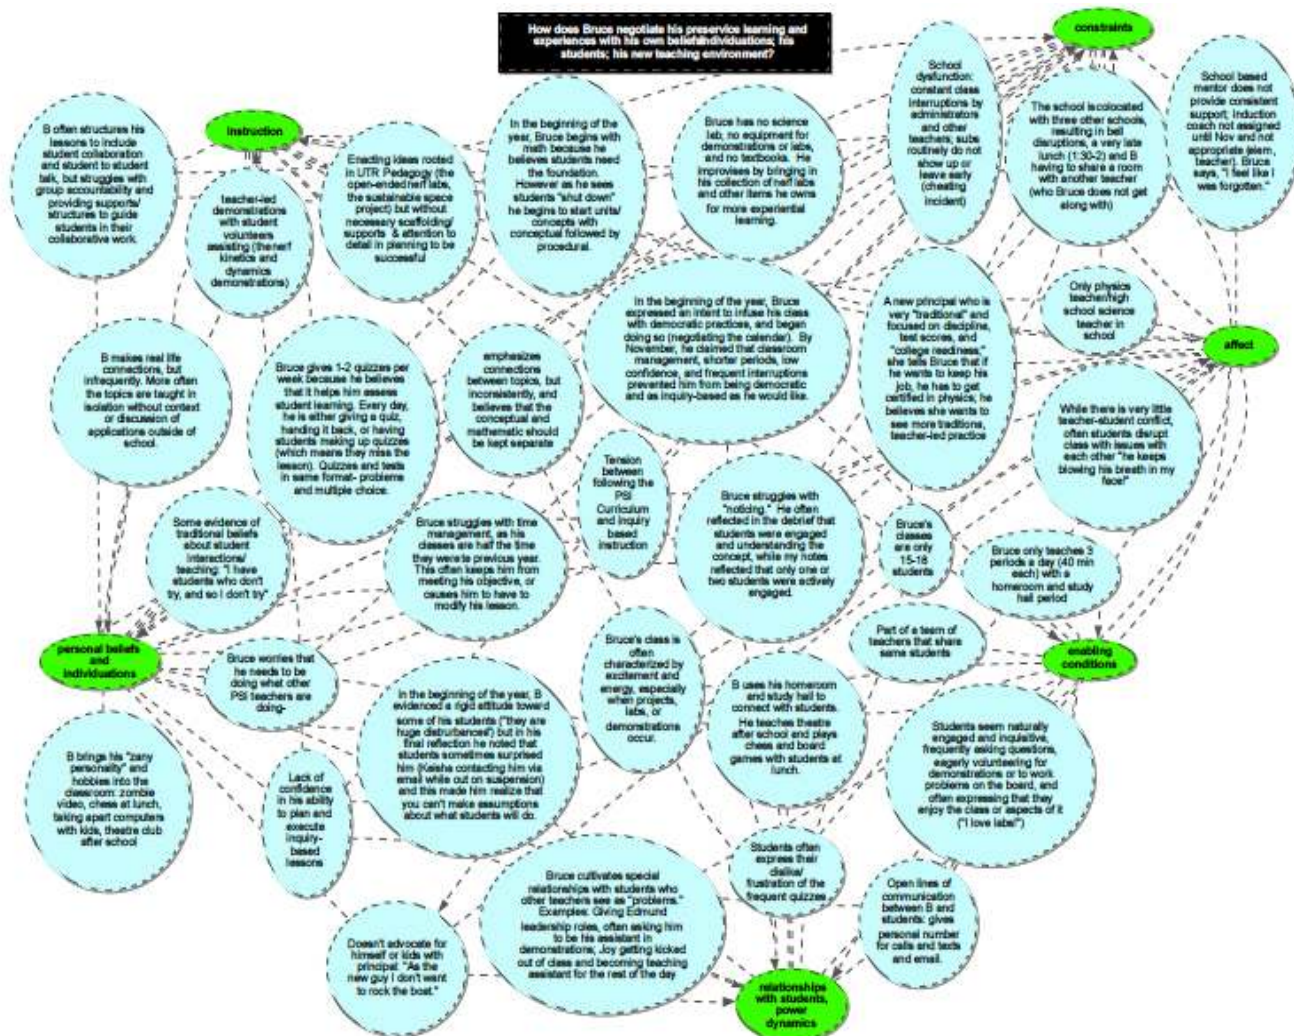 How does Bruce negotiate his preservice learning and
experiences with his own beliefs/individuations; his
students; his new teaching environment?
constraints
instruction
affect
personal beliefs
and
individuations
enabling
conditions
relationships
with students,
power
dynamics
B often structures his
lessons to include
student collaboration
and student to student
talk, but struggles with
group accountability and
providing supports/
structures to guide
students in their
collaborative work.
teacher-led
demonstrations
with student
volunteers
assisting (the nerf
kinetics and
dynamics
demonstrations)
Enacting ideas rooted
in UTR Pedagogy (the
open-ended nerf labs,
the sustainable space
project) but without
necessary scaffolding/
supports & attention to
detail in planning to be
successful
In the beginning of the
year, Bruce begins with
math because he
believes students need
the foundation.
However as he sees
students "shut down"
he begins to start units/
concepts with
conceptual followed by
procedural.
Bruce has no science
lab; no equipment for
demonstrations or labs,
and no textbooks. He
improvises by bringing in
his collection of nerf labs
and other items he owns
for more experiential
learning.
School
dysfunction:
constant class
interruptions by
administrators
and other
teachers; subs
routinely do not
show up or
leave early
(cheating
incident)
The school is colocated
with three other schools,
resulting in bell
disruptions, a very late
lunch (1:30-2) and B
having to share a room
with another teacher
(who Bruce does not get
along with)
School based
mentor does not
provide consistent
support; Induction
coach not assigned
until Nov and not
appropriate (elem,
teacher). Bruce
says, "I feel like I
was forgotten."
B makes real life
connections, but
infrequently. More often
the topics are taught in
isolation without context
or discussion of
applications outside of
school.
Bruce gives 1-2 quizzes per
week because he believes
that it helps him assess
student learning. Every day,
he is either giving a quiz,
handing it back, or having
students making up quizzes
(which means they miss the
lesson). Quizzes and tests
in same format- problems
and multiple choice.
emphasizes
connections
between topics, but
inconsistently, and
believes that the
conceptual and
mathematic should
be kept separate
In the beginning of the year, Bruce
expressed an intent to infuse his class
with democratic practices, and began
doing so (negotiating the calendar). By
November, he claimed that classroom
management, shorter periods, low
confidence, and frequent interruptions
prevented him from being democratic
and as inquiry-based as he would like.
A new principal who is
very "traditional" and
focused on discipline,
test scores, and
"college readiness;"
she tells Bruce that if
he wants to keep his
job, he has to get
certified in physics; he
believes she wants to
see more traditional,
teacher-led practice
Only physics
teacher/high
school science
teacher in
school
While there is very little
teacher-student conflict,
often students disrupt
class with issues with
each other "he keeps
blowing his breath in my
face!"
Some evidence of
traditional beliefs
about student
interactions/
teaching: "I have
students who don't
try, and so I don't try"
Bruce struggles with time
management, as his
classes are half the time
they were te previous year.
This often keeps him from
meeting his objective, or
causes him to have to
modify his lesson.
Tension
between
following the
PSI
Curriculum and
inquiry
based
instruction
Bruce struggles with
"noticing." He often
reflected in the debrief that
students were engaged
and understanding the
concept, while my notes
reflected that only one or
two students were actively
engaged.
Bruce's
classes
are only
15-18
students
Bruce only teaches 3
periods a day (40 min
each) with a
homeroom and study
hall period
Bruce worries that
he needs to be
doing what other
PSI teachers are
doing-
In the beginning of the year, B
evidenced a rigid attitude toward
some of his students ("they are
huge disturbances") but in his
final reflection he noted that
students sometimes surprised
him (Keisha contacting him via
email while out on suspension)
and this made him realize that
you can't make assumptions
about what students will do.
Bruce's class is
often
characterized by
excitement and
energy, especially
when projects,
labs, or
demonstrations
occur.
Part of a team of
teachers that share
same students
B uses his homeroom
and study hall to
connect with students.
He teaches theatre
after school and plays
chess and board
games with students at
lunch.
Students seem naturally
engaged and inquisitive,
frequently asking questions,
eagerly volunteering for
demonstrations or to work
problems on the board, and
often expressing that they
enjoy the class or aspects of it
("I love labs!")
B brings his "zany
personality" and
hobbies into the
classroom: zombie
video, chess at lunch,
taking apart computers
with kids, theatre club
after school
Lack of
confidence
in his ability
to plan and
execute
inquiry-
based
lessons
Students often
express their
dislike/
frustration of the
frequent quizzes
Open lines of
communication
between B and
students: gives
personal number
for calls and texts
and email.
Doesn't advocate for
himself or kids with
principal: "As the
new guy I don't want
to rock the boat."
Bruce cultivates special
relationships with students who
other teachers see as "problems."
Examples: Giving Edmund
leadership roles, often asking him
to be his assistant in
demonstrations; Joy getting kicked
out of class and becoming teaching
assistant for the rest of the day